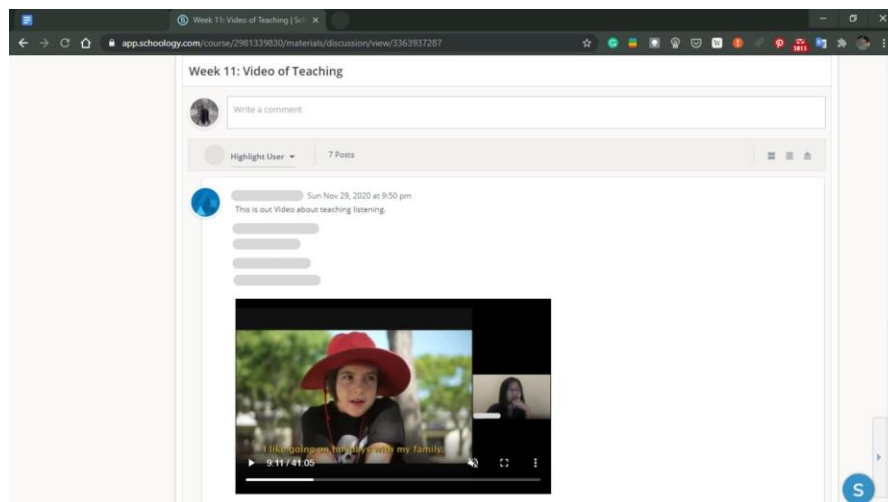 Week 11: Video of Teaching | Sch
app.schoology.com/course/2981339830/materials/discussion/view/3363937287
Week 11: Video of Teaching
Write a comment
Highlight User
7 Posts
Sun Nov 29, 2020 at 9:50 pm
This is out Video about teaching listening.
I like going on holidays with my family.
9:11 / 41:05
S